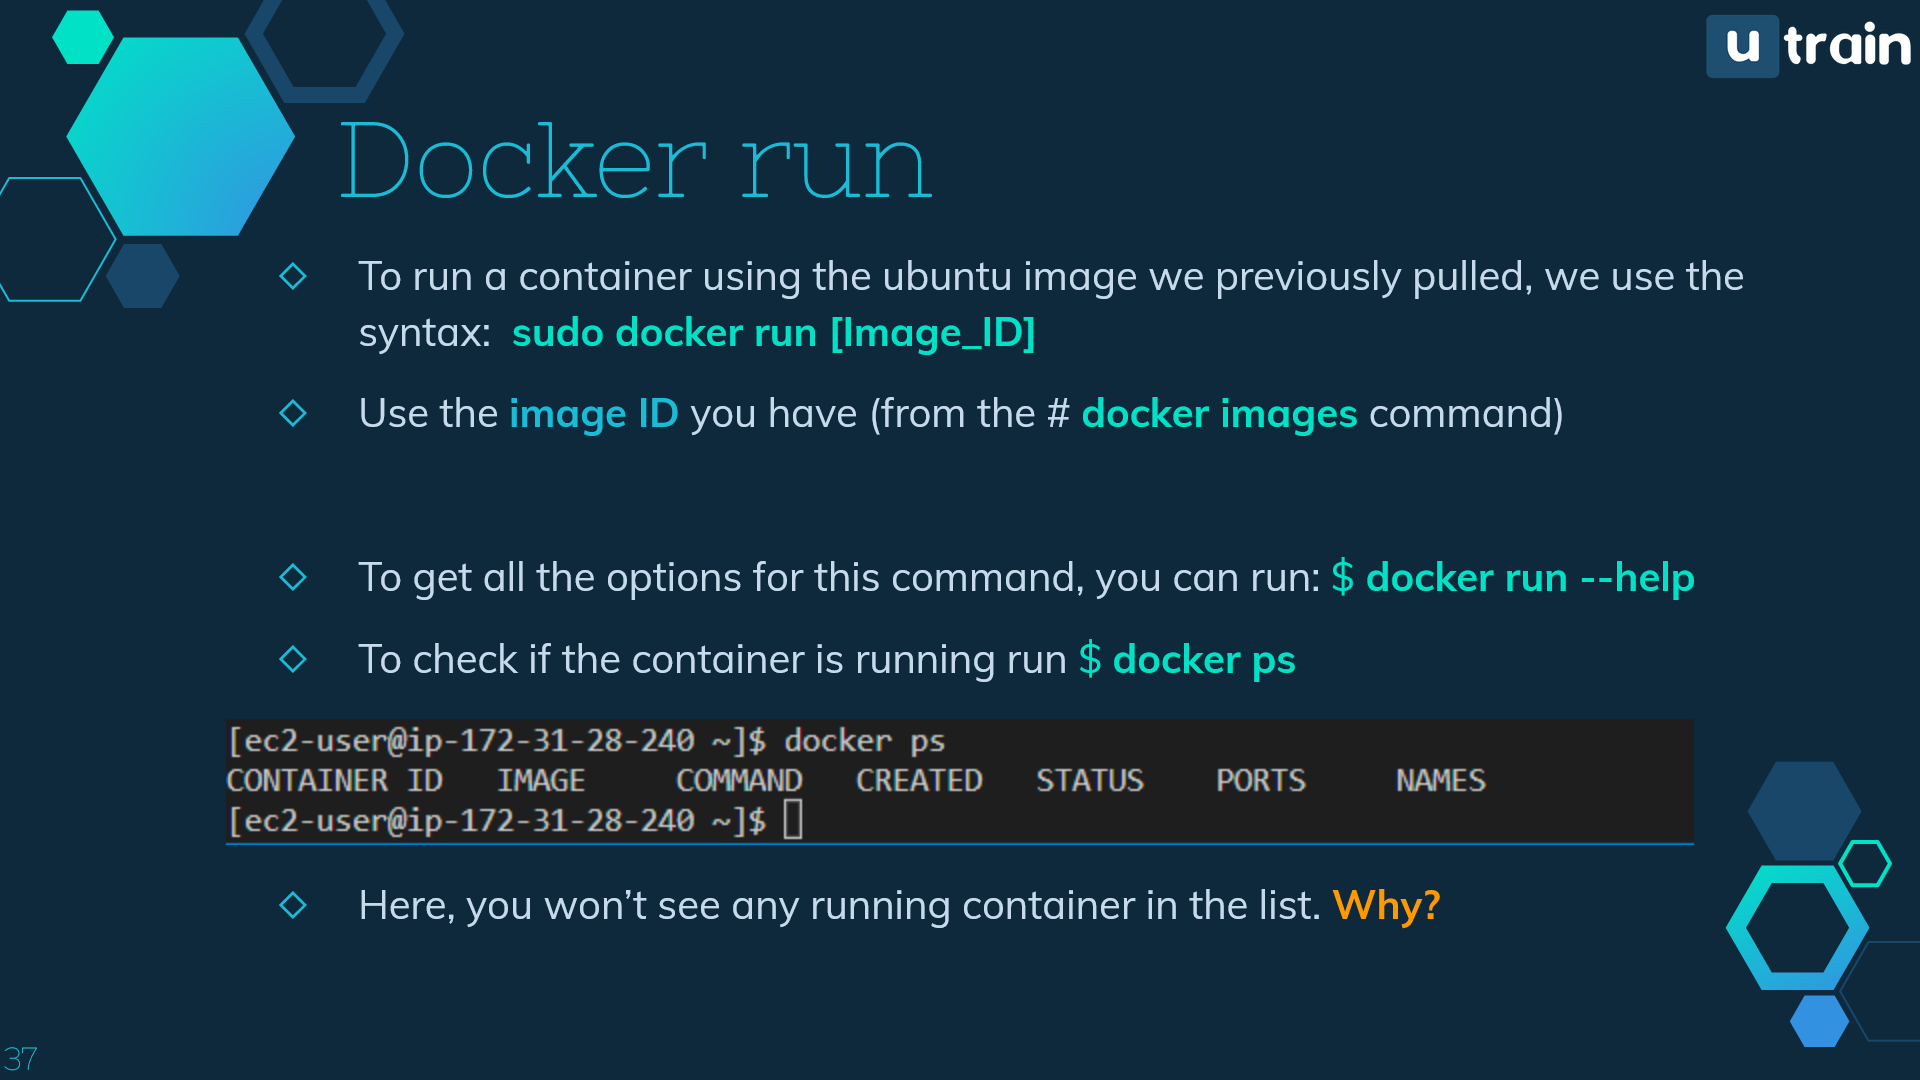 u train
Docker run
To run a container using the ubuntu image we previously pulled, we use the
syntax: sudo docker run [Image_ID]
Use the image ID you have (from the # docker images command)
To get all the options for this command, you can run: $ docker run --help
To check if the container is running run $ docker ps
[ec2-user@ip-172-31-28-240 ~]$ docker ps
CONTAINER ID   IMAGE     COMMAND   CREATED   STATUS    PORTS     NAMES
[ec2-user@ip-172-31-28-240 ~]$
Here, you won’t see any running container in the list. Why?
37